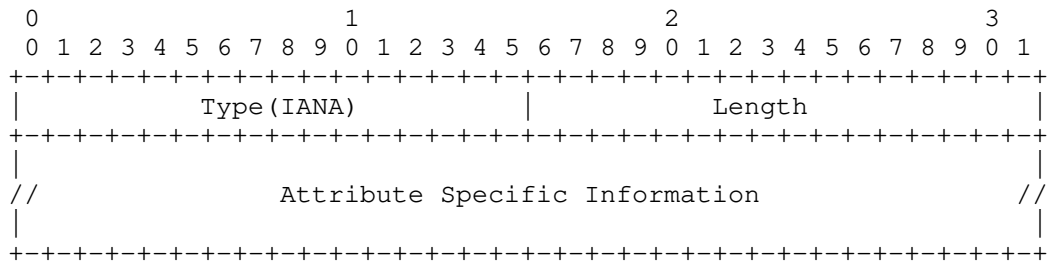 0                   1                   2                   3
 0 1 2 3 4 5 6 7 8 9 0 1 2 3 4 5 6 7 8 9 0 1 2 3 4 5 6 7 8 9 0 1
+-+-+-+-+-+-+-+-+-+-+-+-+-+-+-+-+-+-+-+-+-+-+-+-+-+-+-+-+-+-+-+-+
|           Type(IANA)          |           Length              |
+-+-+-+-+-+-+-+-+-+-+-+-+-+-+-+-+-+-+-+-+-+-+-+-+-+-+-+-+-+-+-+-+
|                                                               |
//               Attribute Specific Information                //
|                                                               |
+-+-+-+-+-+-+-+-+-+-+-+-+-+-+-+-+-+-+-+-+-+-+-+-+-+-+-+-+-+-+-+-+